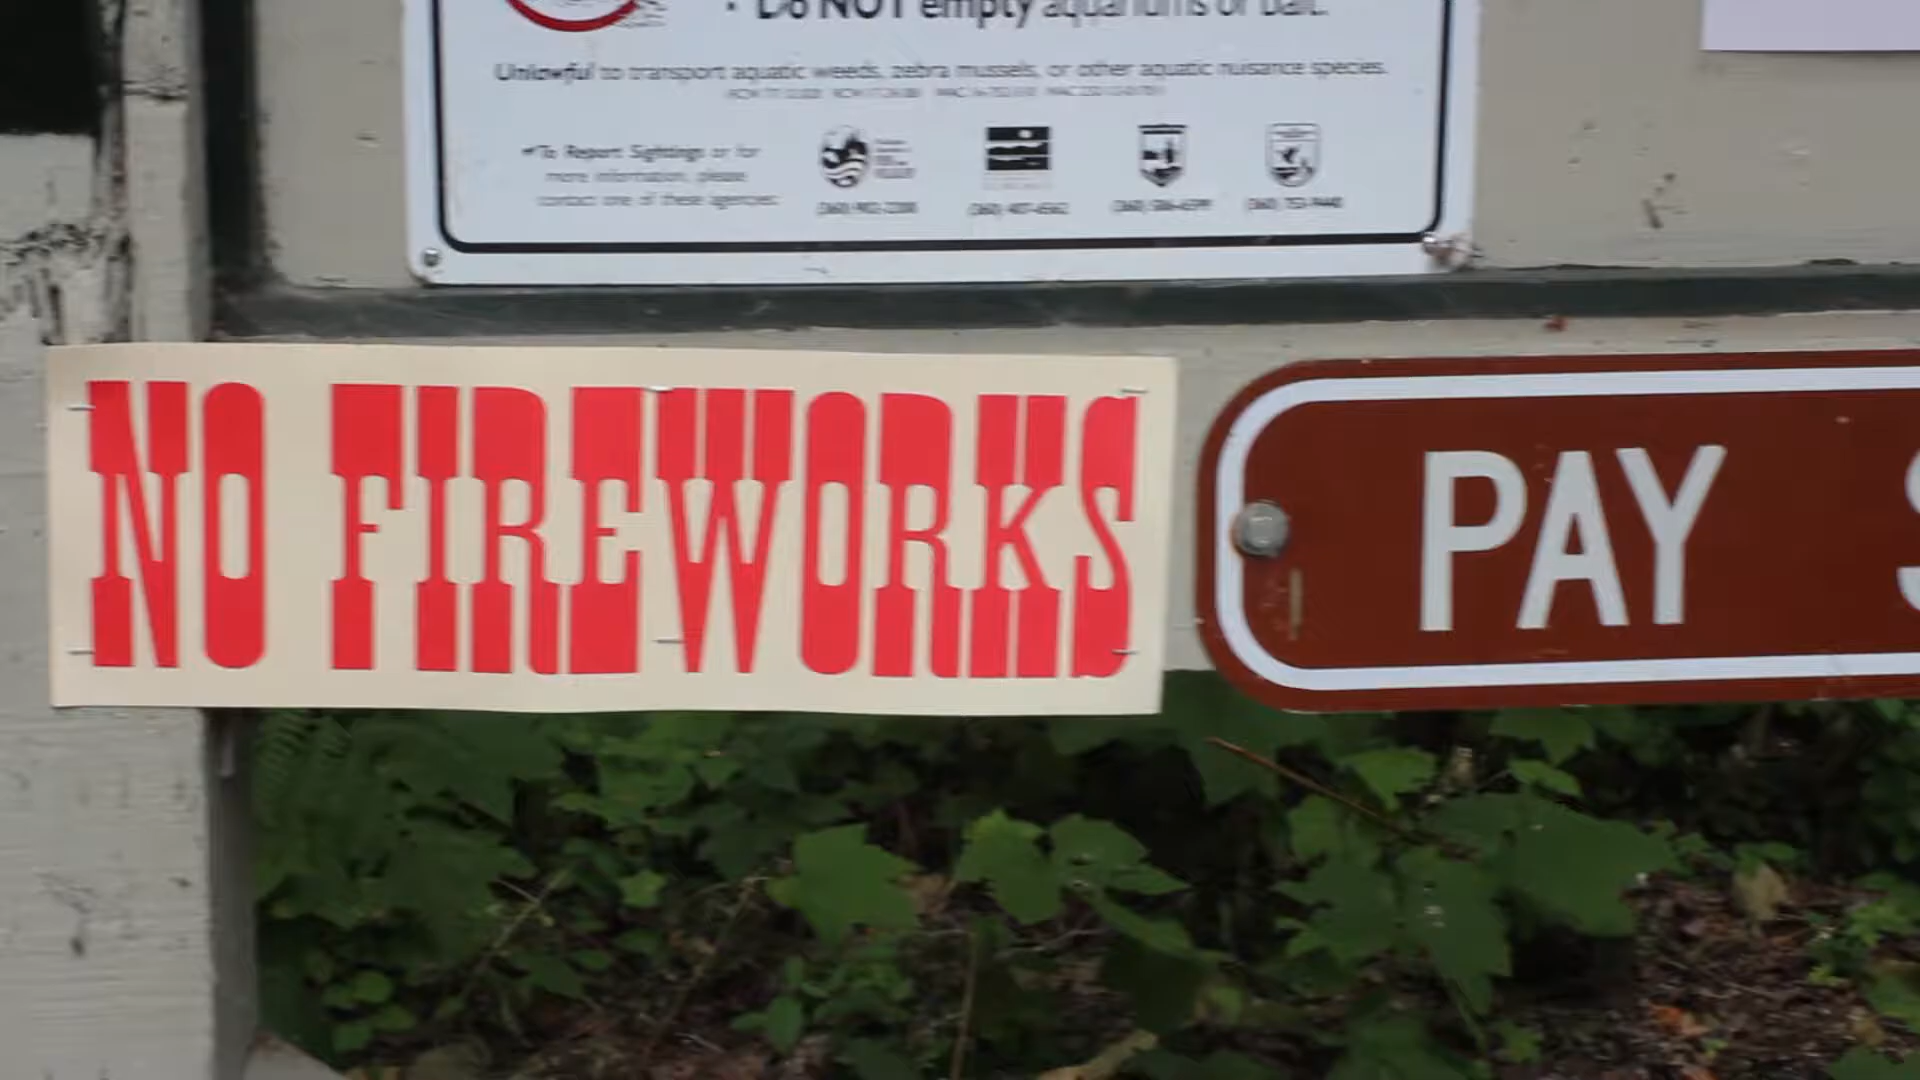 • Do NOT empty aquariums or bait.
Unlawful to transport aquatic weeds, zebra mussels, or other aquatic nuisance species.
To Report Sightings or for
more information, please
contact one of these agencies:
NO FIREWORKS
PAY